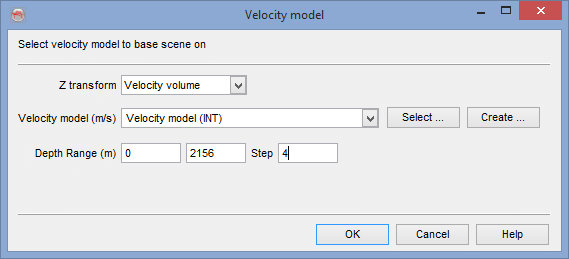 Velocity model
Select velocity model to base scene on
Z transform Velocity volume
Velocity model (m/s) Velocity model (INT) Select ... Create ...
Depth Range (m) 0 2156 Step 4
OK Cancel Help